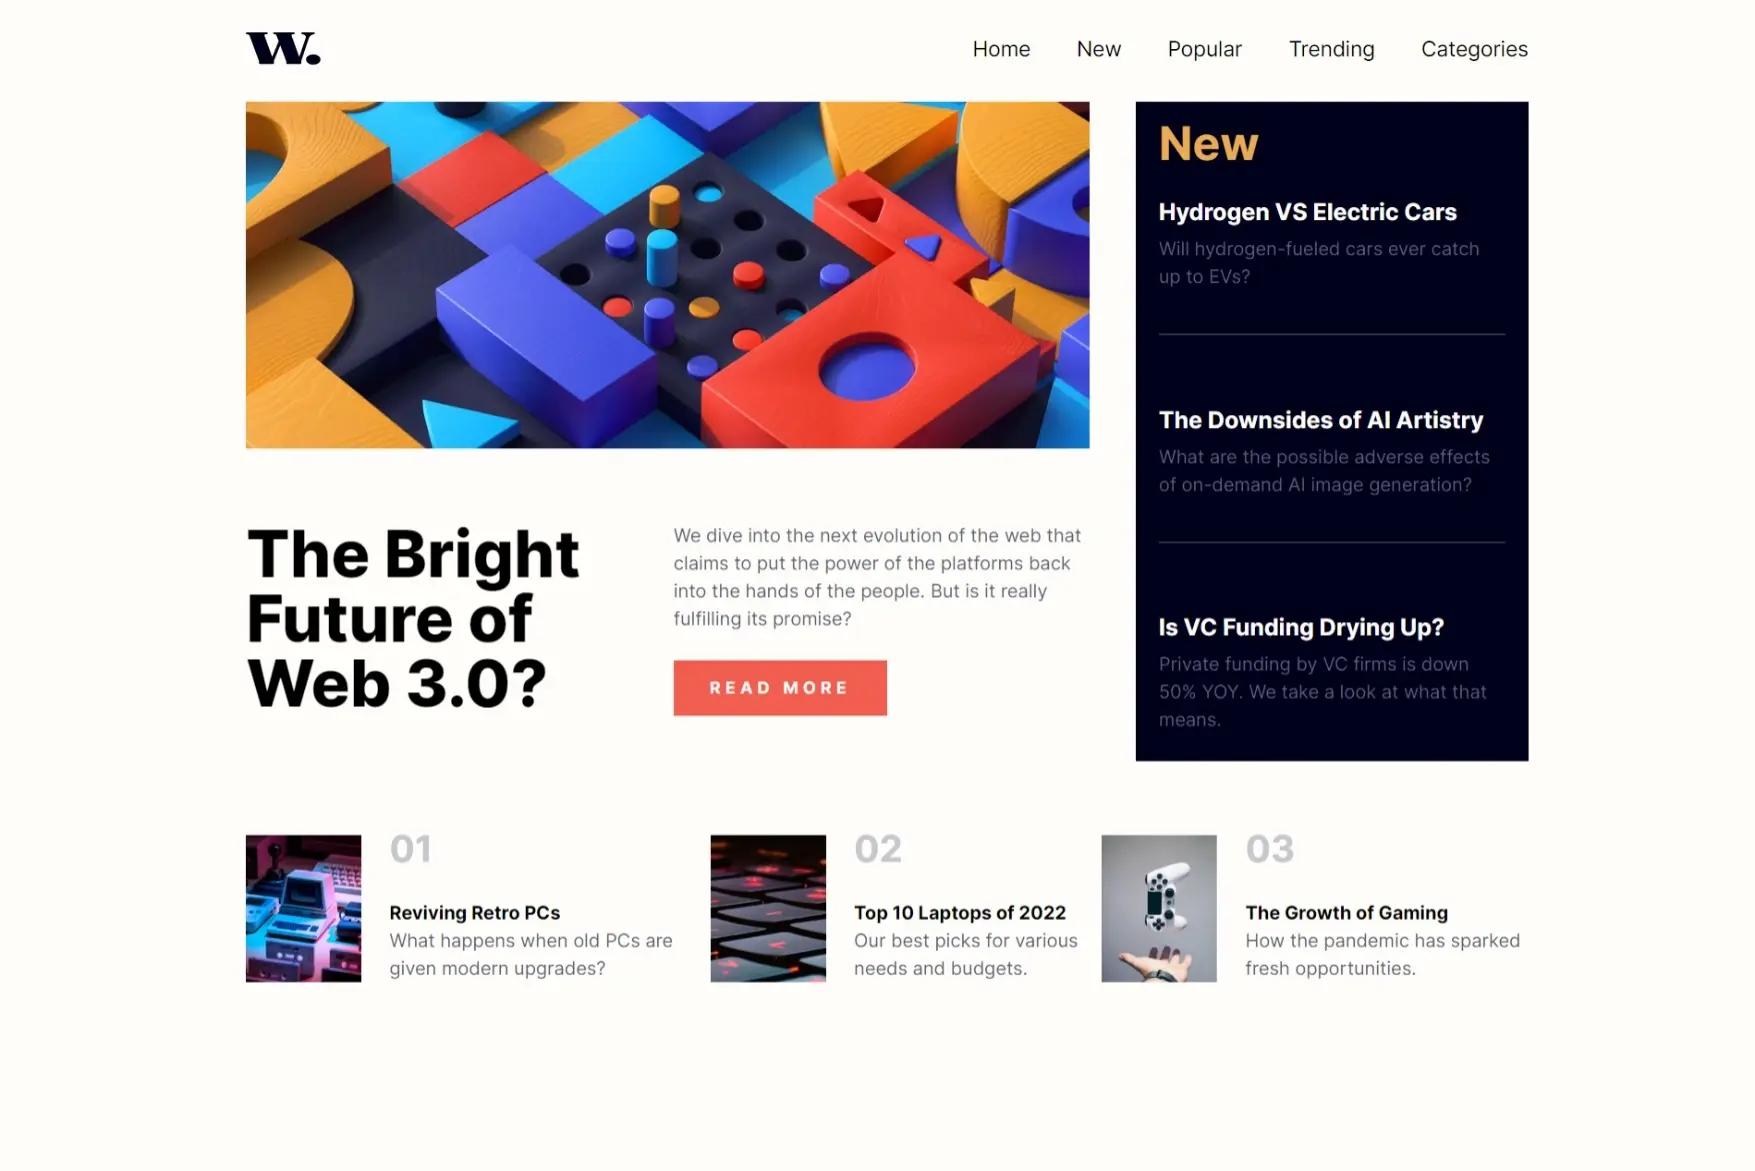 W.
Home New Popular Trending Categories
The Bright
Future of
Web 3.0?
We dive into the next evolution of the web that
claims to put the power of the platforms back
into the hands of the people. But is it really
fulfilling its promise?
READ MORE
New
Hydrogen VS Electric Cars
Will hydrogen-fueled cars ever catch
up to EVs?
The Downsides of AI Artistry
What are the possible adverse effects
of on-demand AI image generation?
Is VC Funding Drying Up?
Private funding by VC firms is down
50% YOY. We take a look at what that
means.
01
Reviving Retro PCs
What happens when old PCs are
given modern upgrades?
02
Top 10 Laptops of 2022
Our best picks for various
needs and budgets.
03
The Growth of Gaming
How the pandemic has sparked
fresh opportunities.